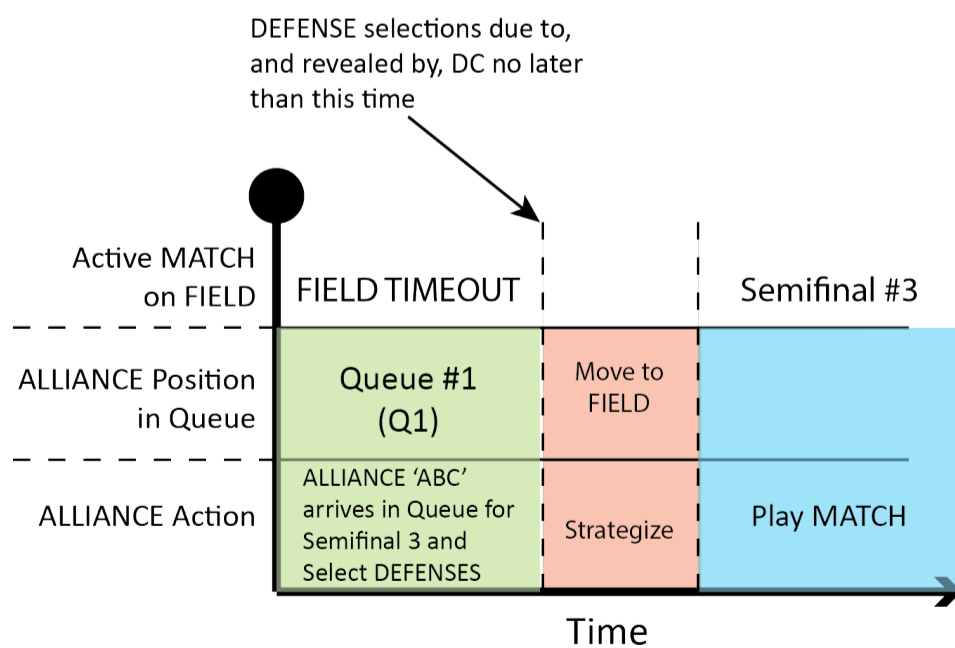 DEFENSE selections due to,
and revealed by, DC no later
than this time
Active MATCH
on FIELD
FIELD TIMEOUT
Semifinal #3
ALLIANCE Position
in Queue
Queue #1
(Q1)
Move to
FIELD
ALLIANCE Action
ALLIANCE ‘ABC’
arrives in Queue for
Semifinal 3 and
Select DEFENSES
Strategize
Play MATCH
Time